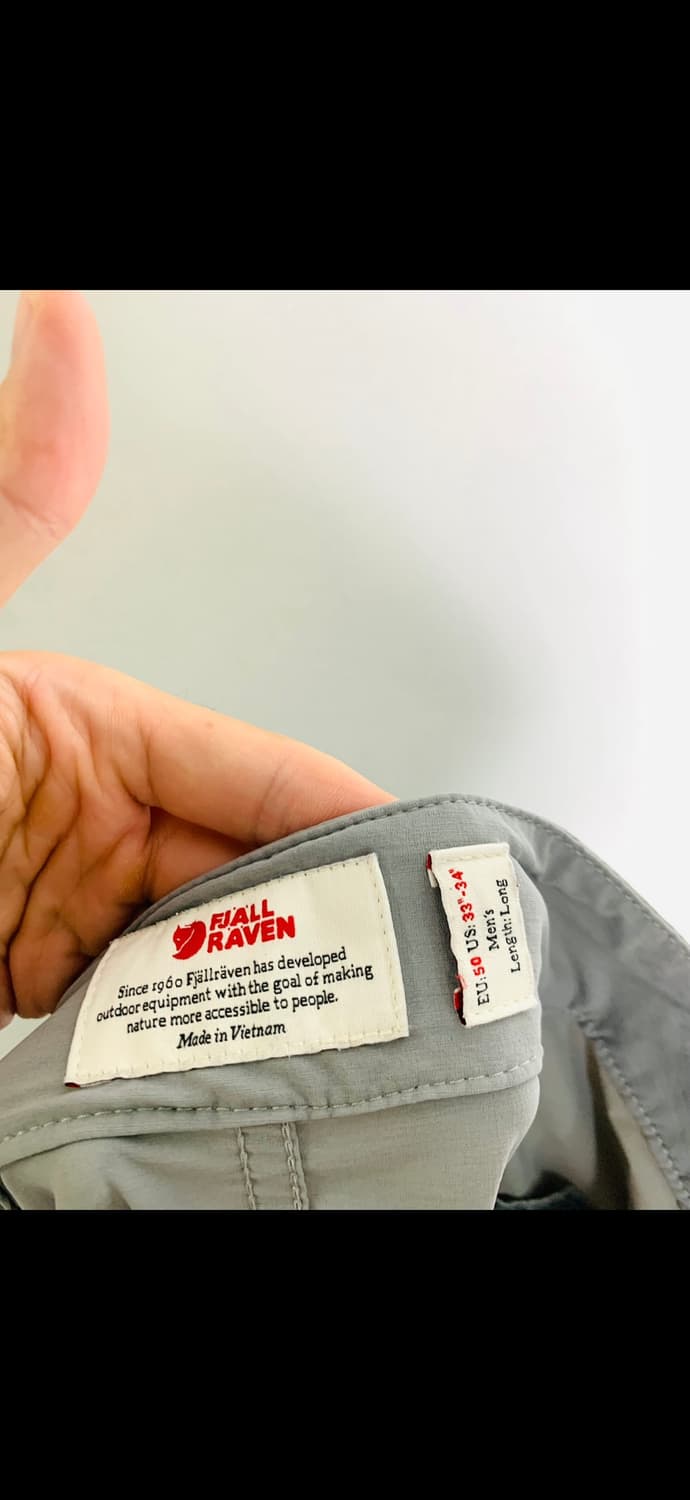 FJÄLL
RÄVEN
Since 1960 Fjällräven has developed
outdoor equipment with the goal of making
nature more accessible to people.
Made in Vietnam
EU: 50 US: 33"-34"
Men's
Length: Long